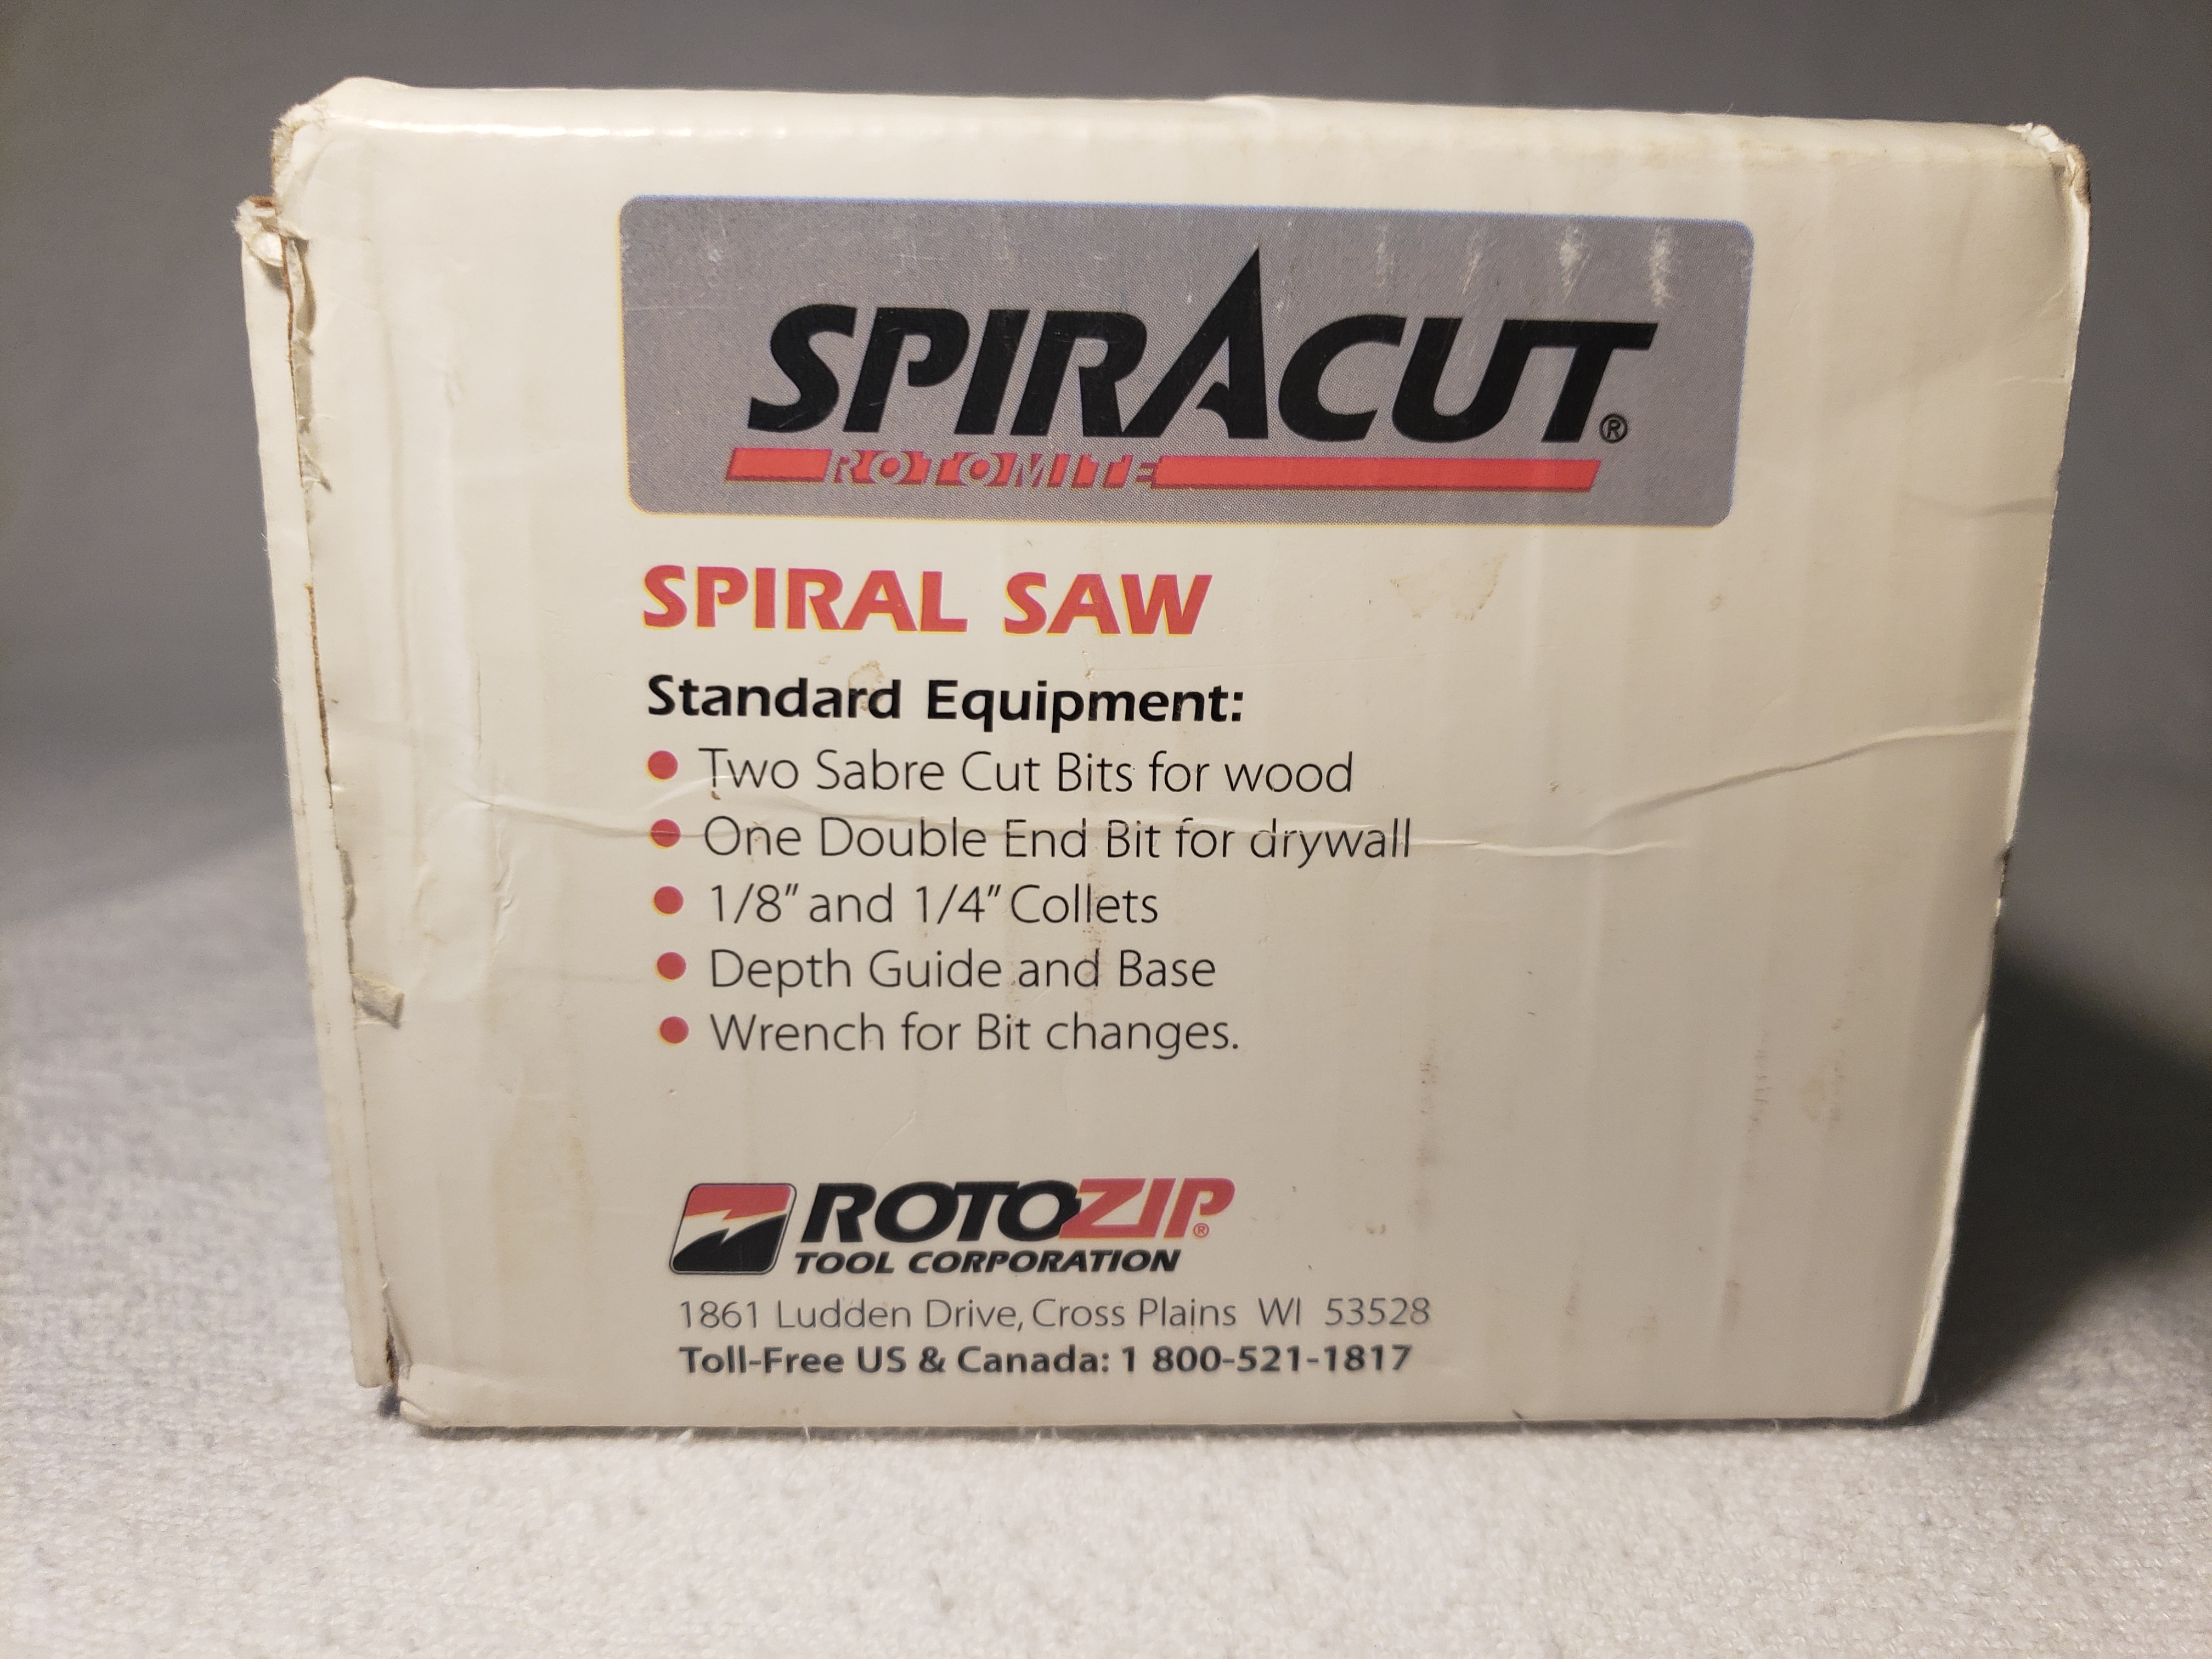 SPIRACUT®
ROTOMITE
SPIRAL SAW
Standard Equipment:
• Two Sabre Cut Bits for wood
• One Double End Bit for drywall
• 1/8" and 1/4" Collets
• Depth Guide and Base
• Wrench for Bit changes.
ROTOZIP®
TOOL CORPORATION
1861 Ludden Drive, Cross Plains WI 53528
Toll-Free US & Canada: 1 800-521-1817